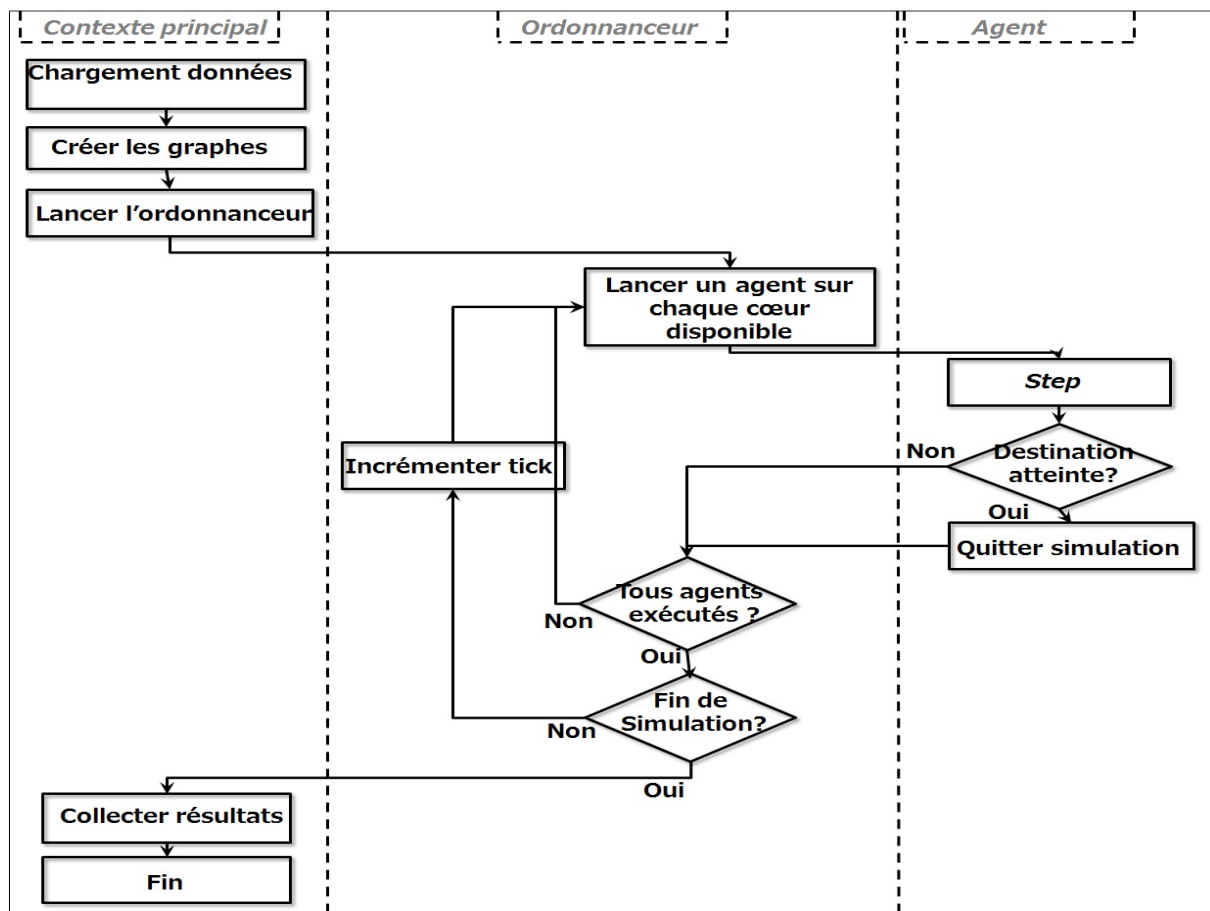 Contexte principal
Ordonnanceur
Agent
Chargement données
Créer les graphes
Lancer l'ordonnanceur
Lancer un agent sur
chaque cœur
disponible
Step
Non
Destination
atteinte?
Incrémenter tick
Oui
Quitter simulation
Tous agents
exécutés ?
Non
Oui
Fin de
Simulation?
Non
Oui
Collecter résultats
Fin